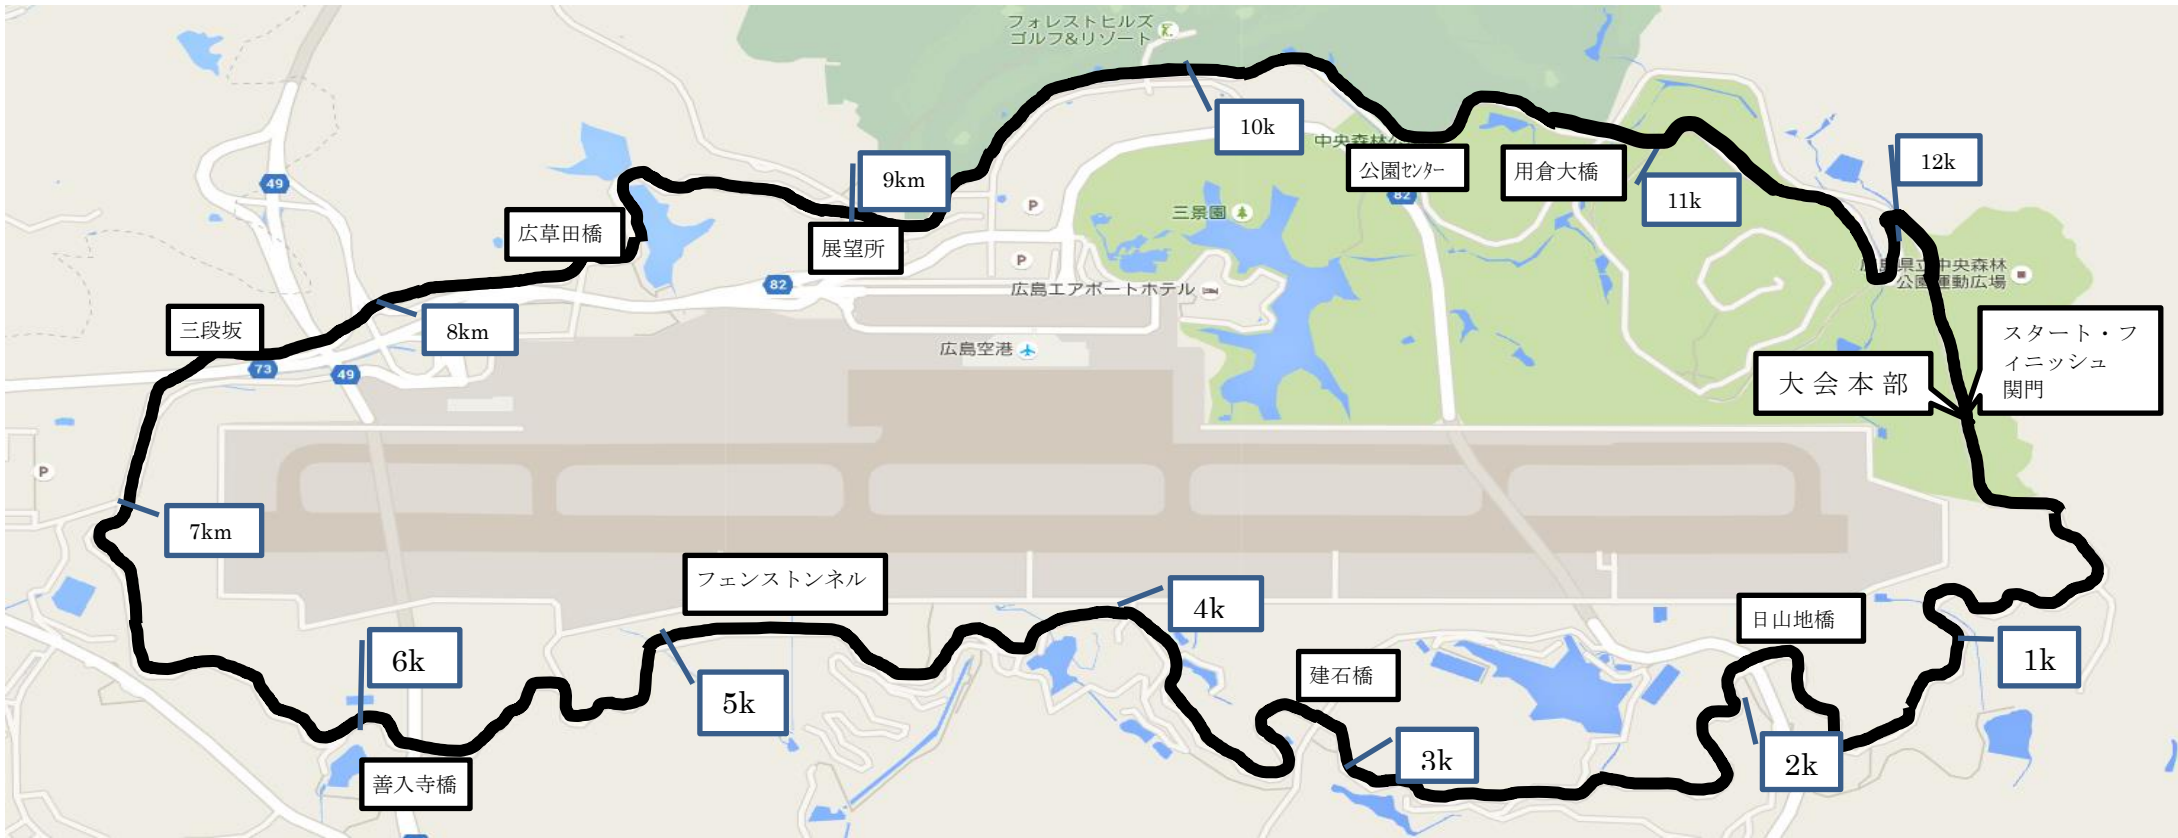 フォレストヒルズ
ゴルフ&リゾート
10k
中央森林公
公園ｾﾝﾀｰ
用倉大橋
12k
11k
9km
49
82
三景園
広草田橋
展望所
P
P
82
広島エアポートホテル
広島県立中央森林
公園運動広場
三段坂
8km
スタート・フ
ィニッシュ
関門
大会本部
広島空港
73
49
P
7km
フェンストンネル
4k
日山地橋
6k
1k
建石橋
5k
3k
2k
善入寺橋